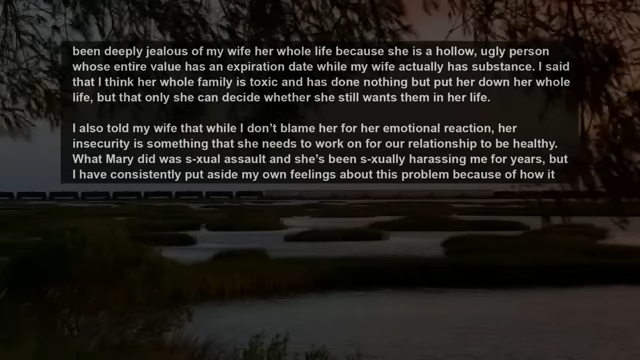 been deeply jealous of my wife her whole life because she is a hollow, ugly person
whose entire value has an expiration date while my wife actually has substance. I said
that I think her whole family is toxic and has done nothing but put her down her whole
life, but that only she can decide whether she still wants them in her life.
I also told my wife that while I don’t blame her for her emotional reaction, her
insecurity is something that she needs to work on for our relationship to be healthy.
What Mary did was s-xual assault and she’s been s-xually harassing me for years, but
I have consistently put aside my own feelings about this problem because of how it